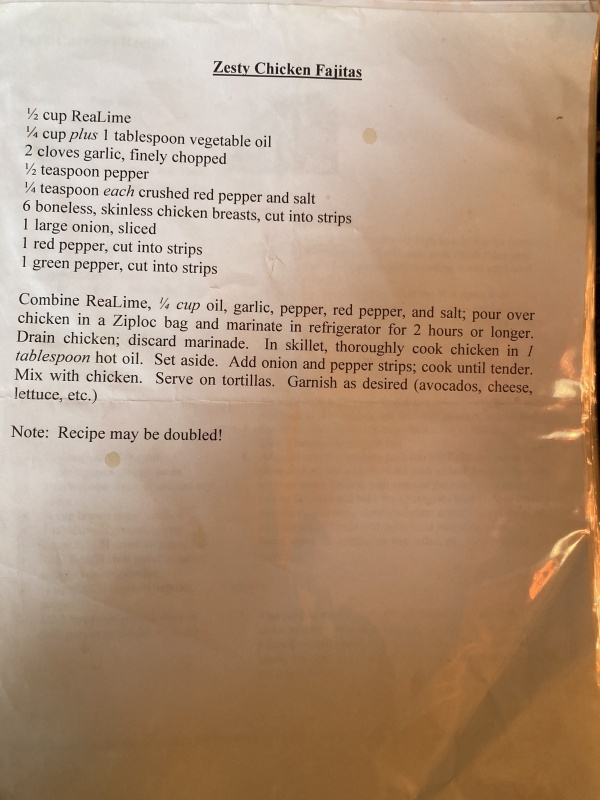 Zesty Chicken Fajitas
½ cup ReaLime
¼ cup plus 1 tablespoon vegetable oil
2 cloves garlic, finely chopped
½ teaspoon pepper
¼ teaspoon each crushed red pepper and salt
6 boneless, skinless chicken breasts, cut into strips
1 large onion, sliced
1 red pepper, cut into strips
1 green pepper, cut into strips
Combine ReaLime, ¼ cup oil, garlic, pepper, red pepper, and salt; pour over
chicken in a Ziploc bag and marinate in refrigerator for 2 hours or longer.
Drain chicken; discard marinade. In skillet, thoroughly cook chicken in 1
tablespoon hot oil. Set aside. Add onion and pepper strips; cook until tender.
Mix with chicken. Serve on tortillas. Garnish as desired (avocados, cheese,
lettuce, etc.)
Note: Recipe may be doubled!